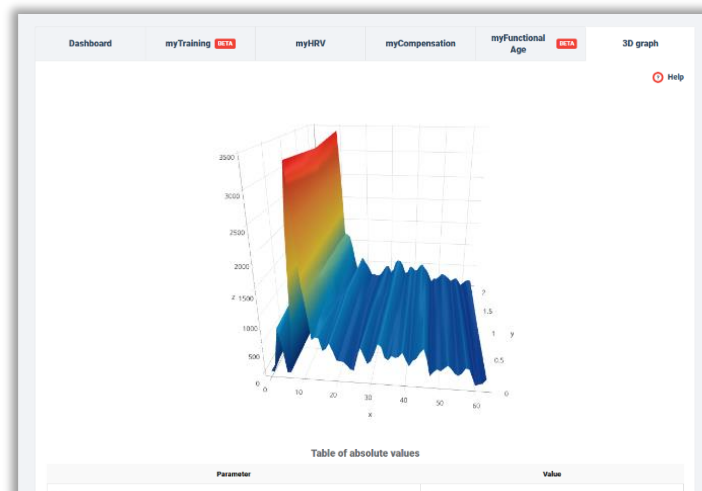 Dashboard
myTraining BETA
myHRV
myCompensation
myFunctional
Age
BETA
3D graph
? Help
3500
3000
2500
2000
z 1500
1000
500
0
0
10
20
30
40
50
60
x
2
1.5
1 y
0.5
0
Table of absolute values
Parameter Value